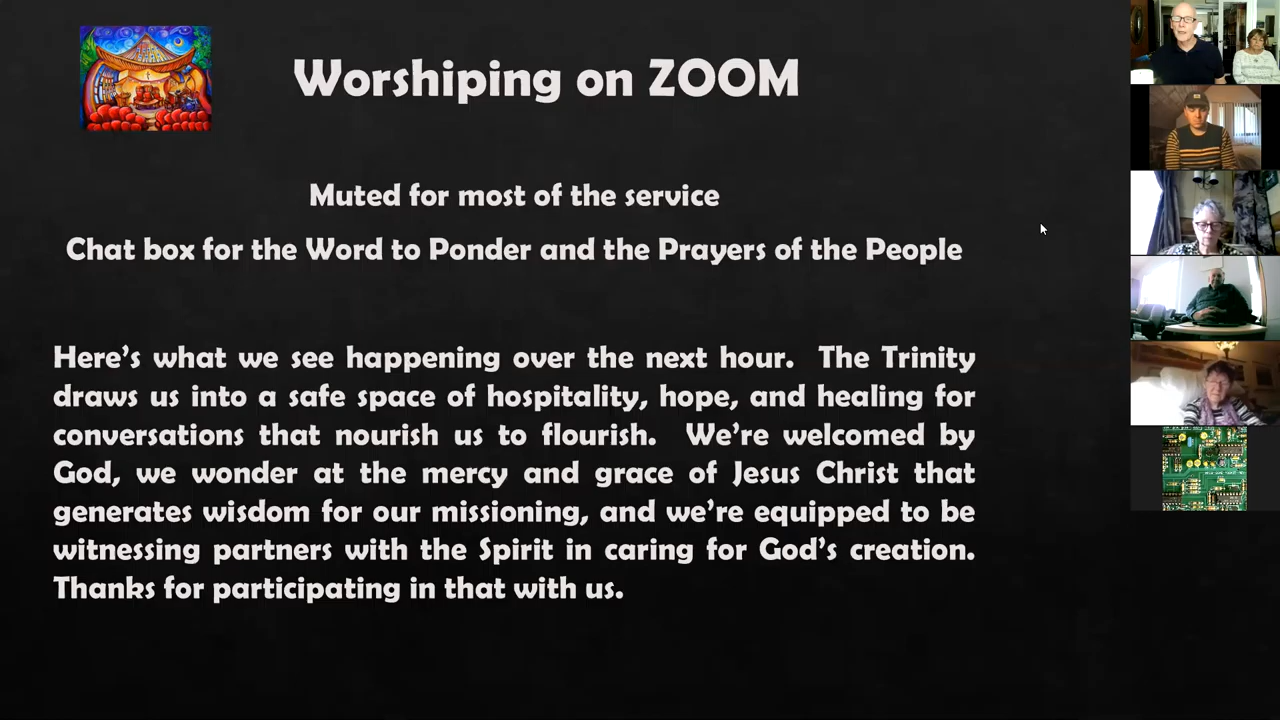 Worshiping on ZOOM
Muted for most of the service
Chat box for the Word to Ponder and the Prayers of the People
Here's what we see happening over the next hour.  The Trinity
draws us into a safe space of hospitality, hope, and healing for
conversations that nourish us to flourish.  We're welcomed by
God, we wonder at the mercy and grace of Jesus Christ that
generates wisdom for our missioning, and we're equipped to be
witnessing partners with the Spirit in caring for God's creation.
Thanks for participating in that with us.